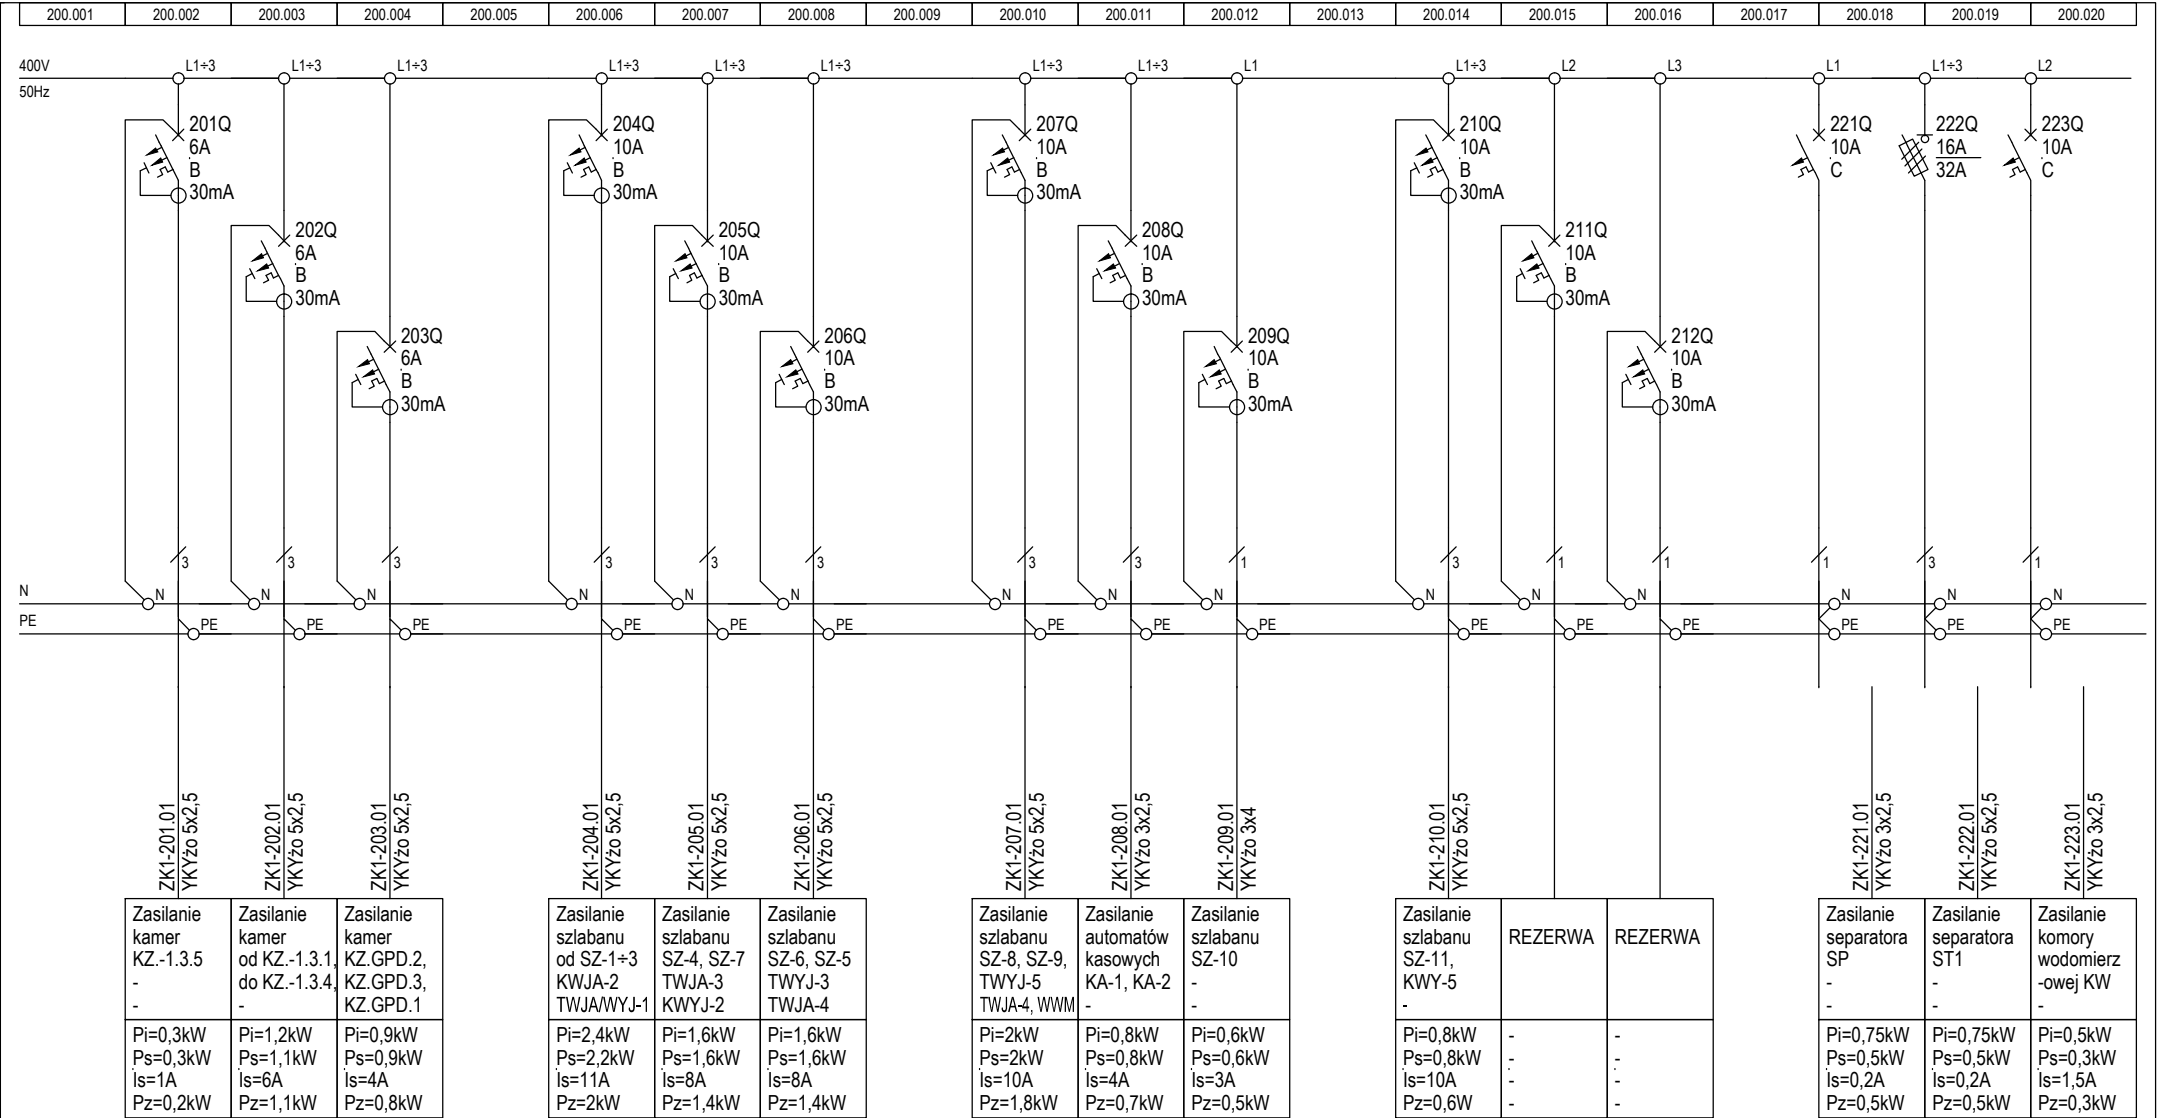 200.001 200.002 200.003 200.004 200.005 200.006 200.007 200.008 200.009 200.010 200.011 200.012 200.013 200.014 200.015 200.016 200.017 200.018 200.019 200.020
400V L1÷3 L1÷3 L1÷3 L1÷3 L1÷3 L1÷3 L1÷3 L1÷3 L1 L1÷3 L2 L3 L1 L1÷3 L2
50Hz
201Q
6A
B
30mA
202Q
6A
B
30mA
203Q
6A
B
30mA
204Q
10A
B
30mA
205Q
10A
B
30mA
206Q
10A
B
30mA
207Q
10A
B
30mA
208Q
10A
B
30mA
209Q
10A
B
30mA
210Q
10A
B
30mA
211Q
10A
B
30mA
212Q
10A
B
30mA
221Q
10A
C
222Q
16A
32A
223Q
10A
C
3 3 3 3 3 3 3 3 1 3 1 1 1 3 1
N N N N N N N N N N N N N N N N
PE PE PE PE PE PE PE PE PE PE PE PE PE PE PE PE
ZK1-201.01
YKYżo 5x2,5
ZK1-202.01
YKYżo 5x2,5
ZK1-203.01
YKYżo 5x2,5
ZK1-204.01
YKYżo 5x2,5
ZK1-205.01
YKYżo 5x2,5
ZK1-206.01
YKYżo 5x2,5
ZK1-207.01
YKYżo 5x2,5
ZK1-208.01
YKYżo 3x2,5
ZK1-209.01
YKYżo 3x4
ZK1-210.01
YKYżo 5x2,5
ZK1-221.01
YKYżo 3x2,5
ZK1-222.01
YKYżo 5x2,5
ZK1-223.01
YKYżo 3x2,5
Zasilanie
kamer
KZ.-1.3.5
-
-
Pi=0,3kW
Ps=0,3kW
Is=1A
Pz=0,2kW
Zasilanie
kamer
od KZ.-1.3.1,
do KZ.-1.3.4,
-
Pi=1,2kW
Ps=1,1kW
Is=6A
Pz=1,1kW
Zasilanie
kamer
KZ.GPD.2,
KZ.GPD.3,
KZ.GPD.1
Pi=0,9kW
Ps=0,9kW
Is=4A
Pz=0,8kW
Zasilanie
szlabanu
od SZ-1÷3
KWJA-2
TWJA/WYJ-1
Pi=2,4kW
Ps=2,2kW
Is=11A
Pz=2kW
Zasilanie
szlabanu
SZ-4, SZ-7
TWJA-3
KWYJ-2
Pi=1,6kW
Ps=1,6kW
Is=8A
Pz=1,4kW
Zasilanie
szlabanu
SZ-6, SZ-5
TWYJ-3
TWJA-4
Pi=1,6kW
Ps=1,6kW
Is=8A
Pz=1,4kW
Zasilanie
szlabanu
SZ-8, SZ-9,
TWYJ-5
TWJA-4, WWM
Pi=2kW
Ps=2kW
Is=10A
Pz=1,8kW
Zasilanie
automatów
kasowych
KA-1, KA-2
-
Pi=0,8kW
Ps=0,8kW
Is=4A
Pz=0,7kW
Zasilanie
szlabanu
SZ-10
-
-
Pi=0,6kW
Ps=0,6kW
Is=3A
Pz=0,5kW
Zasilanie
szlabanu
SZ-11,
KWY-5
-
Pi=0,8kW
Ps=0,8kW
Is=10A
Pz=0,6W
REZERWA
-
-
-
-
REZERWA
-
-
-
-
Zasilanie
separatora
SP
-
-
Pi=0,75kW
Ps=0,5kW
Is=0,2A
Pz=0,5kW
Zasilanie
separatora
ST1
-
-
Pi=0,75kW
Ps=0,5kW
Is=0,2A
Pz=0,5kW
Zasilanie
komory
wodomierz
-owej KW
-
Pi=0,5kW
Ps=0,3kW
Is=1,5A
Pz=0,3kW